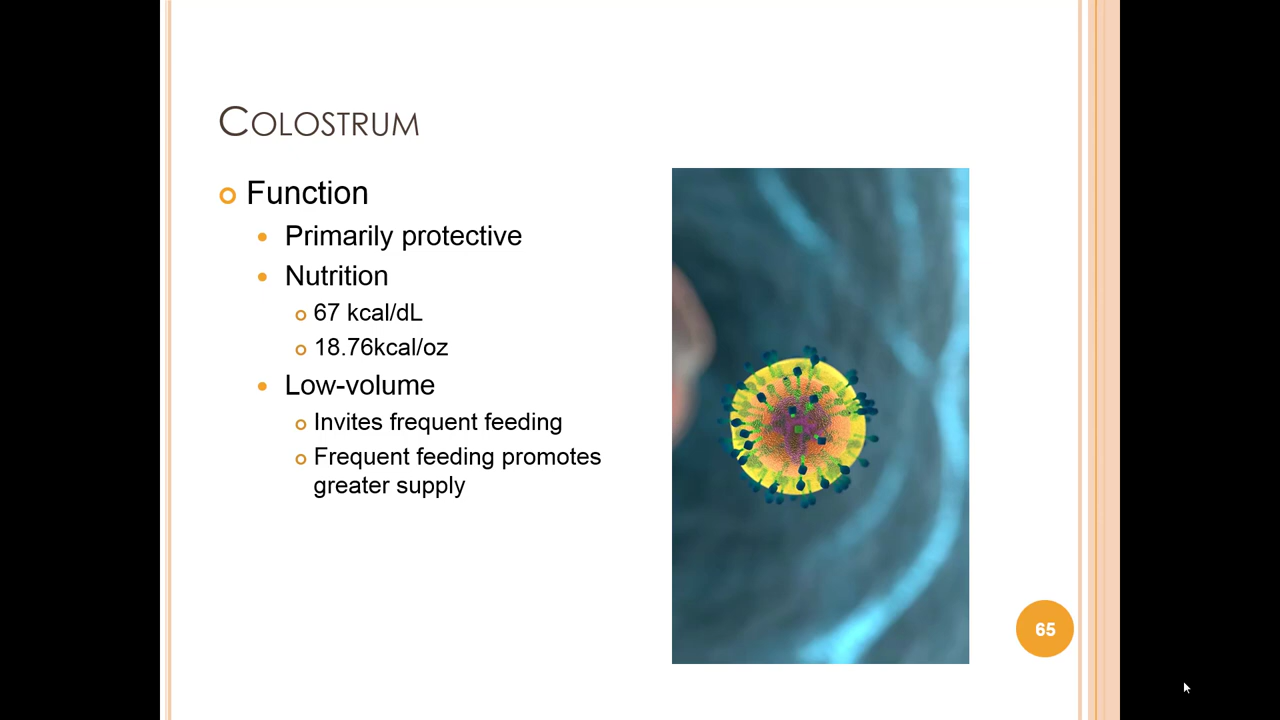 COLOSTRUM
Function
Primarily protective
Nutrition
67 kcal/dL
18.76kcal/oz
Low-volume
Invites frequent feeding
Frequent feeding promotes
greater supply
65